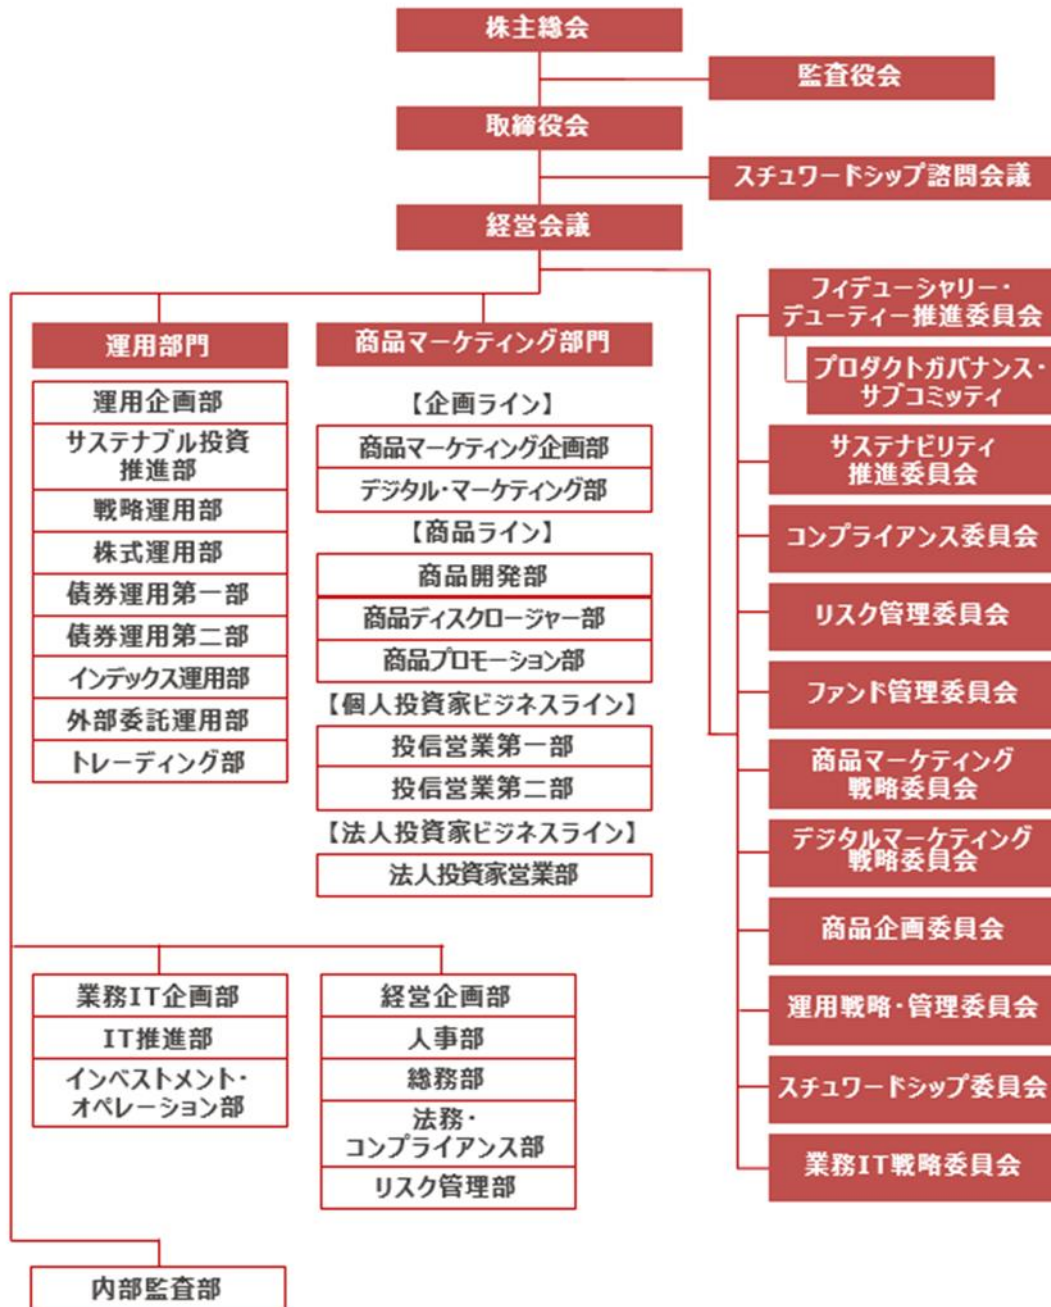 株主総会
監査役会
取締役会
スチュワードシップ諮問会議
経営会議
運用部門
運用企画部
サステナブル投資
推進部
戦略運用部
株式運用部
債券運用第一部
債券運用第二部
インデックス運用部
外部委託運用部
トレーディング部
商品マーケティング部門
【企画ライン】
商品マーケティング企画部
デジタル・マーケティング部
【商品ライン】
商品開発部
商品ディスクロージャー部
商品プロモーション部
【個人投資家ビジネスライン】
投信営業第一部
投信営業第二部
【法人投資家ビジネスライン】
法人投資家営業部
フィデューシャリー・
デューティー推進委員会
プロダクトガバナンス・
サブコミッティ
サステナビリティ
推進委員会
コンプライアンス委員会
リスク管理委員会
ファンド管理委員会
商品マーケティング
戦略委員会
デジタルマーケティング
戦略委員会
商品企画委員会
運用戦略・管理委員会
スチュワードシップ委員会
業務IT戦略委員会
業務IT企画部
IT推進部
インベストメント・
オペレーション部
経営企画部
人事部
総務部
法務・
コンプライアンス部
リスク管理部
内部監査部